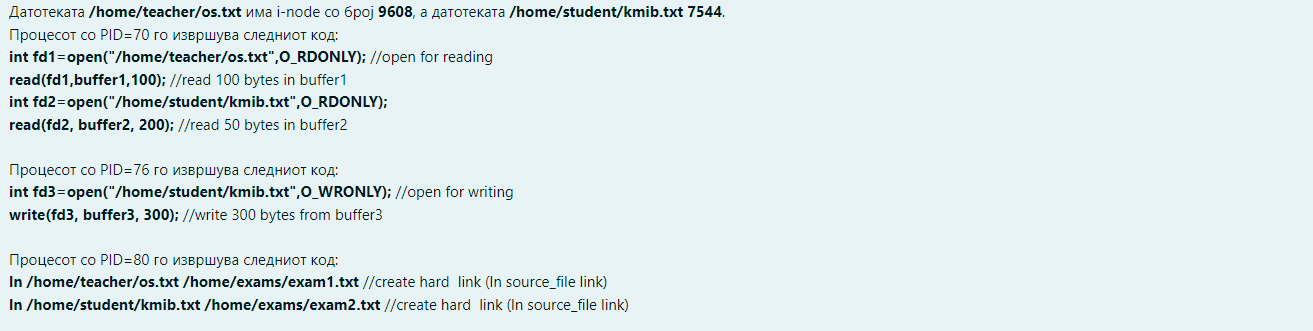 Датотеката /home/teacher/os.txt има i-node со број 9608, а датотеката /home/student/kmib.txt 7544.
Процесот со PID=70 го извршува следниот код:
int fd1=open("/home/teacher/os.txt",O_RDONLY); //open for reading
read(fd1,buffer1,100); //read 100 bytes in buffer1
int fd2=open("/home/student/kmib.txt",O_RDONLY);
read(fd2, buffer2, 200); //read 50 bytes in buffer2
Процесот со PID=76 го извршува следниот код:
int fd3=open("/home/student/kmib.txt",O_WRONLY); //open for writing
write(fd3, buffer3, 300); //write 300 bytes from buffer3
Процесот со PID=80 го извршува следниот код:
ln /home/teacher/os.txt /home/exams/exam1.txt //create hard  link (ln source_file link)
ln /home/student/kmib.txt /home/exams/exam2.txt //create hard  link (ln source_file link)